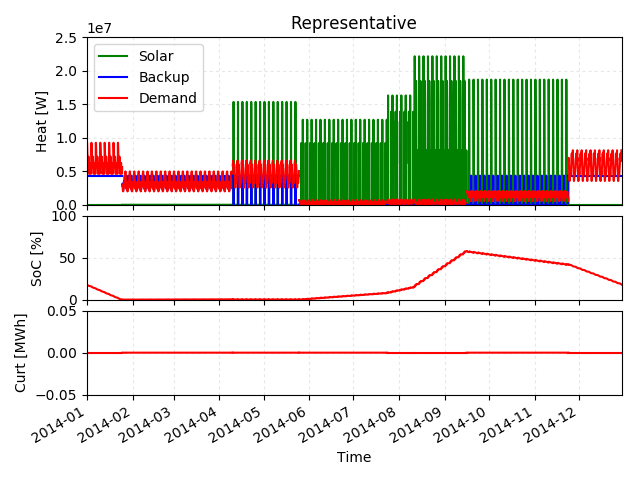 Representative
1e7
2.5
2.0
1.5
1.0
0.5
0.0
Heat [W]
Solar
Backup
Demand
100
50
0
SoC [%]
0.05
0.00
−0.05
Curt [MWh]
2014-01
2014-02
2014-03
2014-04
2014-05
2014-06
2014-07
2014-08
2014-09
2014-10
2014-11
2014-12
Time